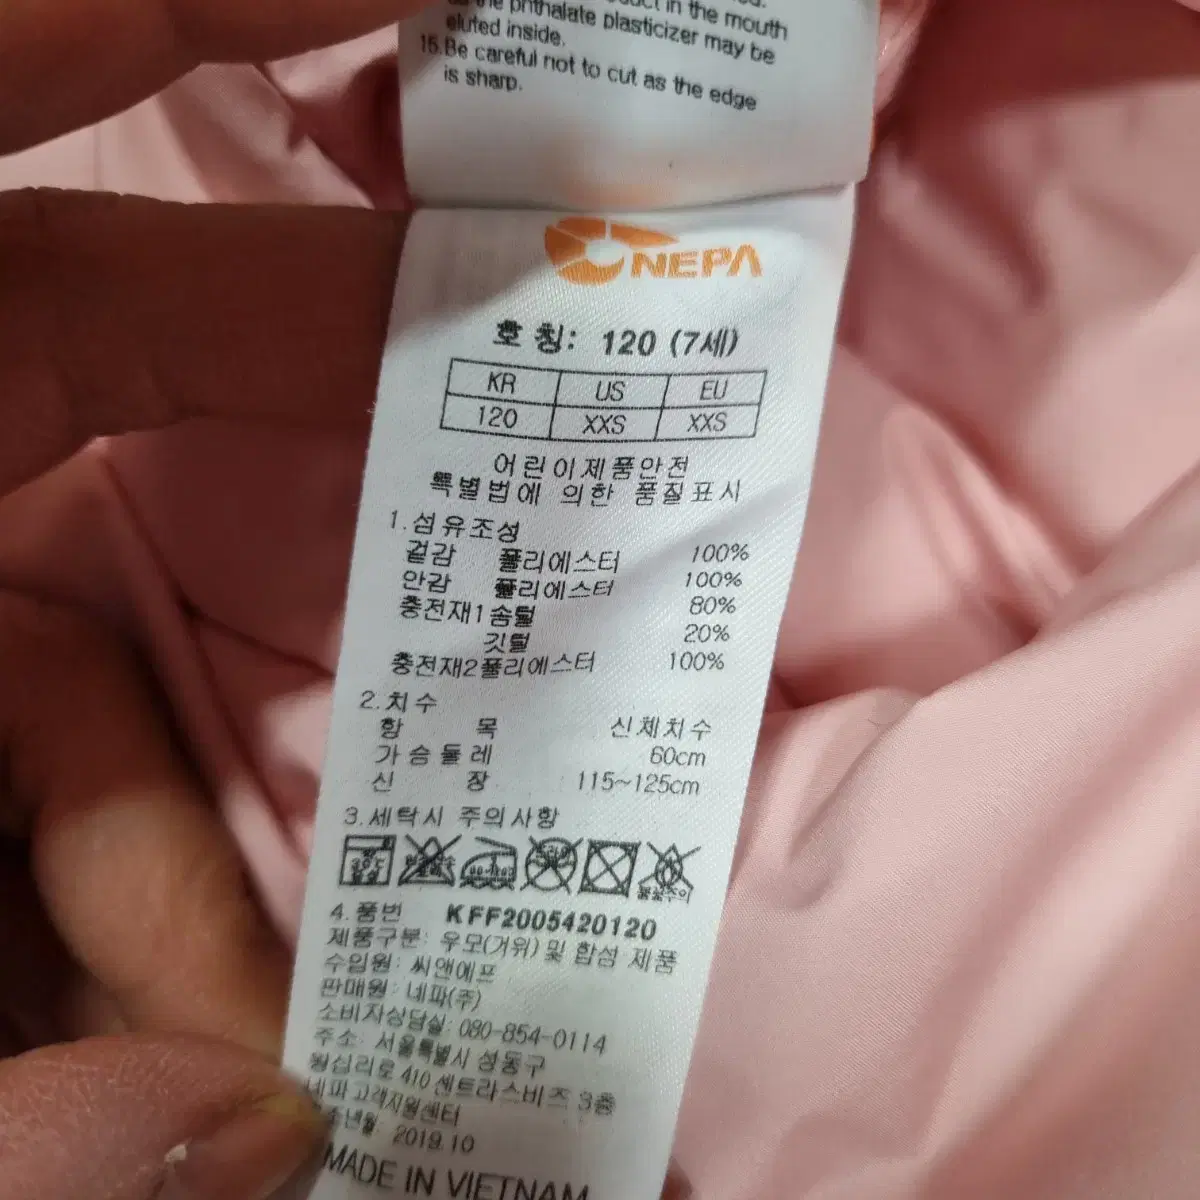 in the mouth
phthalate plasticizer may be
eluted inside.
15.Be careful not to cut as the edge
is sharp.
NEPA
호 칭: 120 (7세)
KR US EU
120 XXS XXS
어린이제품안전
특별법에 의한 품질표시
1.섬유조성
겉감 폴리에스터 100%
안감 폴리에스터 100%
충전재1솜털 80%
깃털 20%
충전재2폴리에스터 100%
2.치수
항 목 신체치수
가슴둘레 60cm
신 장 115~125cm
3.세탁시 주의사항
4.품번 KFF2005420120
제품구분: 우모(거위) 및 합성 제품
수입원: 씨앤에프
판매원: 네파(주)
소비자상담실: 080-854-0114
주소: 서울특별시 성동구
왕십리로 410 센트라스비즈 3층
네파 고객지원센터
2019.10
MADE IN VIETNAM